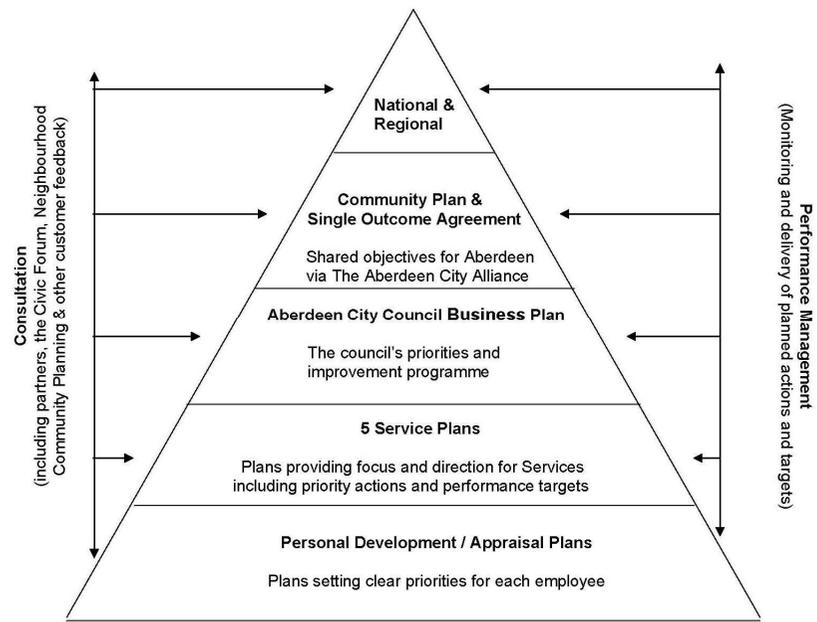 National &
Regional
Community Plan &
Single Outcome Agreement
Shared objectives for Aberdeen
via The Aberdeen City Alliance
Aberdeen City Council Business Plan
The council's priorities and
improvement programme
5 Service Plans
Plans providing focus and direction for Services
including priority actions and performance targets
Personal Development / Appraisal Plans
Plans setting clear priorities for each employee
Consultation
(including partners, the Civic Forum, Neighbourhood
Community Planning & other customer feedback)
Performance Management
(Monitoring and delivery of planned actions and targets)